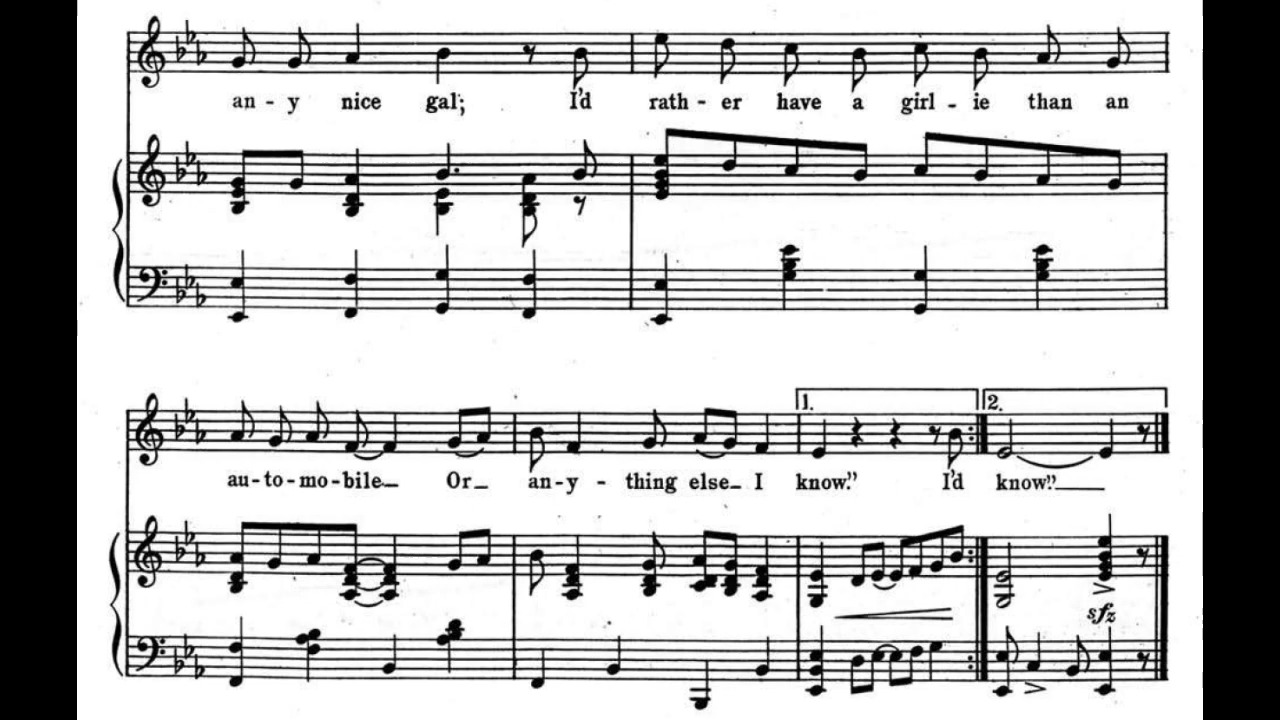 an - y nice gal; I'd rath - er have a girl - ie than an
1. 2.
au - to - mo - bile Or an - y - thing else I know." I'd know."
sfz